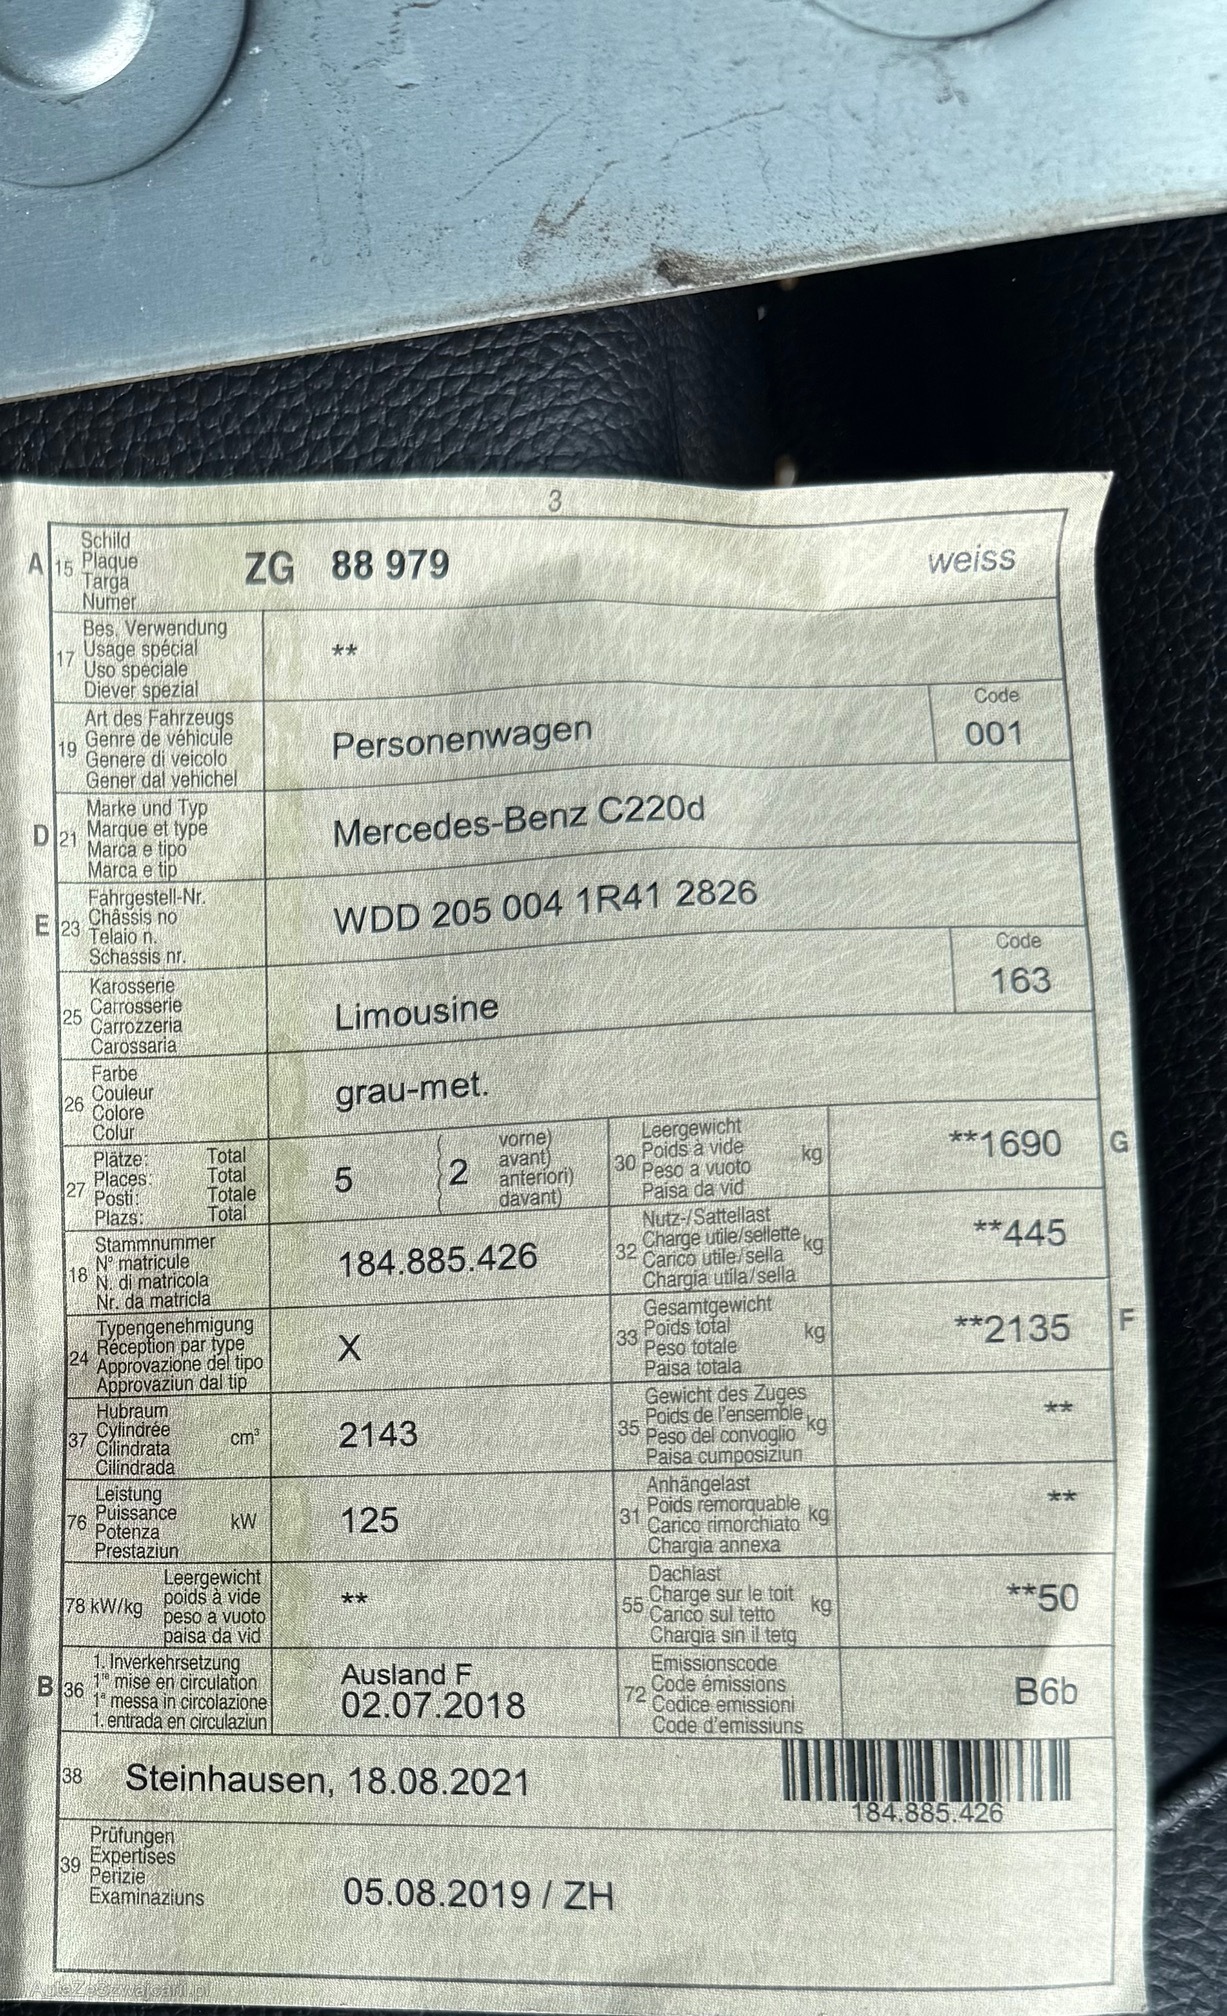 3
A 15 Schild
Plaque
Targa
Numer
ZG 88 979 weiss
17 Bes. Verwendung
Usage spécial
Uso speciale
Diever spezial
**
19 Art des Fahrzeugs
Genre de véhicule
Genere di veicolo
Gener dal vehichel
Personenwagen
Code
001
D 21 Marke und Typ
Marque et type
Marca e tipo
Marca e tip
Mercedes-Benz C220d
E 23 Fahrgestell-Nr.
Châssis no
Telaio n.
Schassis nr.
WDD 205 004 1R41 2826
25 Karosserie
Carrosserie
Carrozzeria
Carossaria
Limousine
Code
163
26 Farbe
Couleur
Colore
Colur
grau-met.
27 Plätze: Total
Places: Total
Posti: Totale
Plazs: Total
5 ( 2 vorne)
avant)
anteriori)
davant)
30 Leergewicht
Poids à vide
Peso a vuoto
Paisa da vid
kg
**1690 G
18 Stammnummer
N° matricule
N. di matricola
Nr. da matricla
184.885.426
32 Nutz-/Sattellast
Charge utile/sellette
Carico utile/sella
Chargia utila/sella
kg
**445
24 Typengenehmigung
Réception par type
Approvazione del tipo
Approvaziun dal tip
X
33 Gesamtgewicht
Poids total
Peso totale
Paisa totala
kg
**2135 F
37 Hubraum
Cylindrée
Cilindrata
Cilindrada
cm³
2143
35 Gewicht des Zuges
Poids de l'ensemble
Peso del convoglio
Paisa cumposiziun
kg
**
76 Leistung
Puissance
Potenza
Prestaziun
kW
125
31 Anhängelast
Poids remorquable
Carico rimorchiato
Chargia annexa
kg
**
78 kW/kg Leergewicht
poids à vide
peso a vuoto
paisa da vid
**
55 Dachlast
Charge sur le toit
Carico sul tetto
Chargia sin il tetg
kg
**50
B 36 1. Inverkehrsetzung
1re mise en circulation
1a messa in circolazione
1. entrada en circulaziun
Ausland F
02.07.2018
72 Emissionscode
Code émissions
Codice emissioni
Code d'emissiuns
B6b
38 Steinhausen, 18.08.2021
184.885.426
39 Prüfungen
Expertises
Perizie
Examinaziuns
05.08.2019 / ZH
AutaZeSzwajcarii.pl